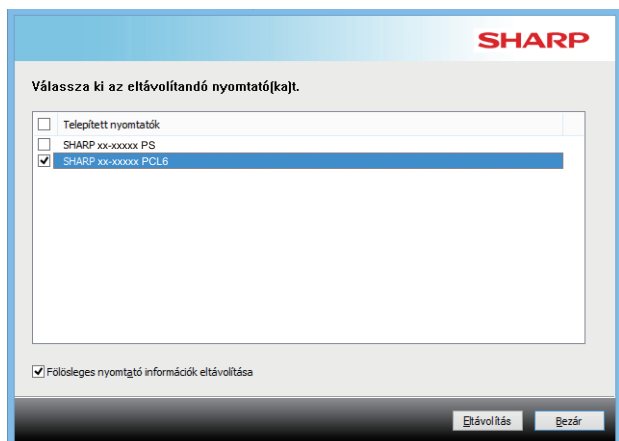 SHARP
Válassza ki az eltávolítandó nyomtató(ka)t.
Telepített nyomtatók
SHARP xx-xxxxx PS
SHARP xx-xxxxx PCL6
Fölösleges nyomtató információk eltávolítása
Eltávolítás
Bezár